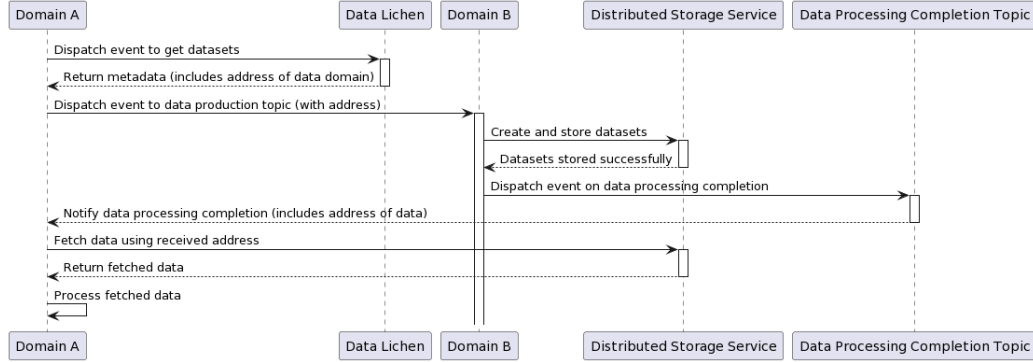 Domain A
Data Lichen
Domain B
Distributed Storage Service
Data Processing Completion Topic
Dispatch event to get datasets
Return metadata (includes address of data domain)
Dispatch event to data production topic (with address)
Create and store datasets
Datasets stored successfully
Dispatch event on data processing completion
Notify data processing completion (includes address of data)
Fetch data using received address
Return fetched data
Process fetched data
Domain A
Data Lichen
Domain B
Distributed Storage Service
Data Processing Completion Topic